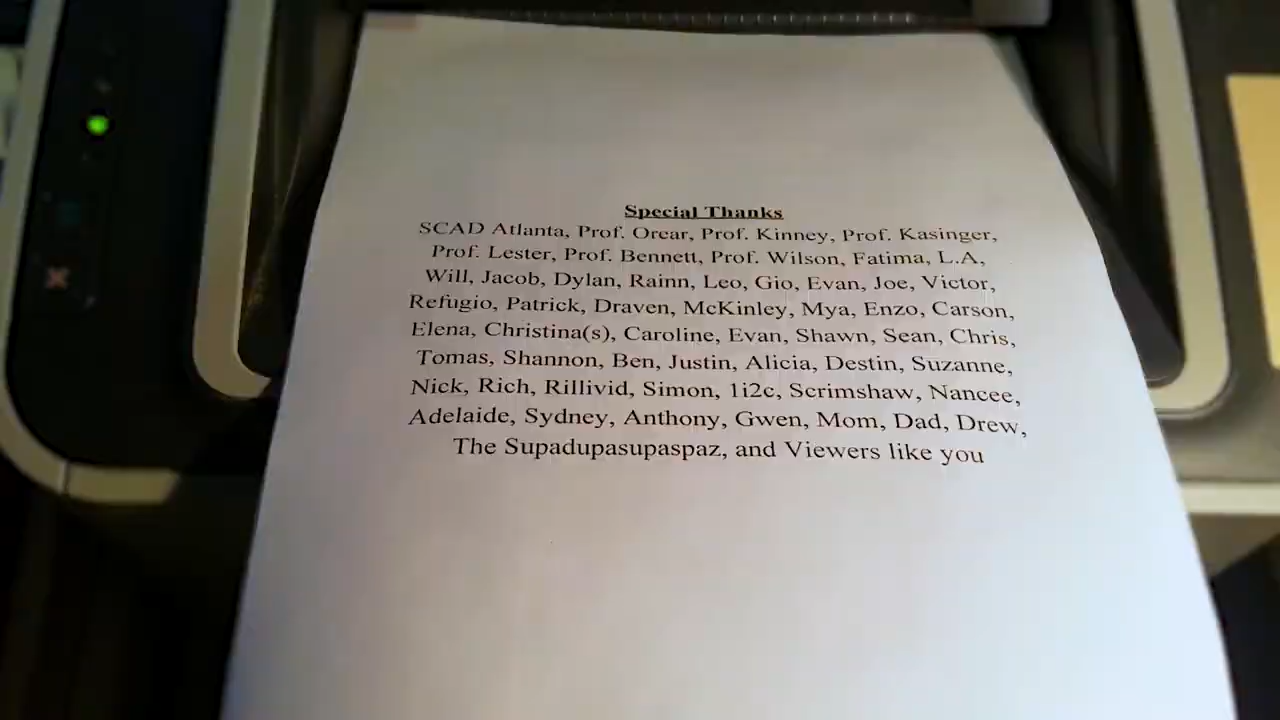 Special Thanks
SCAD Atlanta, Prof. Orcar, Prof. Kinney, Prof. Kasinger,
Prof. Lester, Prof. Bennett, Prof. Wilson, Fatima, L.A,
Will, Jacob, Dylan, Rainn, Leo, Gio, Evan, Joe, Victor,
Refugio, Patrick, Draven, McKinley, Mya, Enzo, Carson,
Elena, Christina(s), Caroline, Evan, Shawn, Sean, Chris,
Tomas, Shannon, Ben, Justin, Alicia, Destin, Suzanne,
Nick, Rich, Rillivid, Simon, 1i2c, Scrimshaw, Nancee,
Adelaide, Sydney, Anthony, Gwen, Mom, Dad, Drew,
The Supadupasupaspaz, and Viewers like you